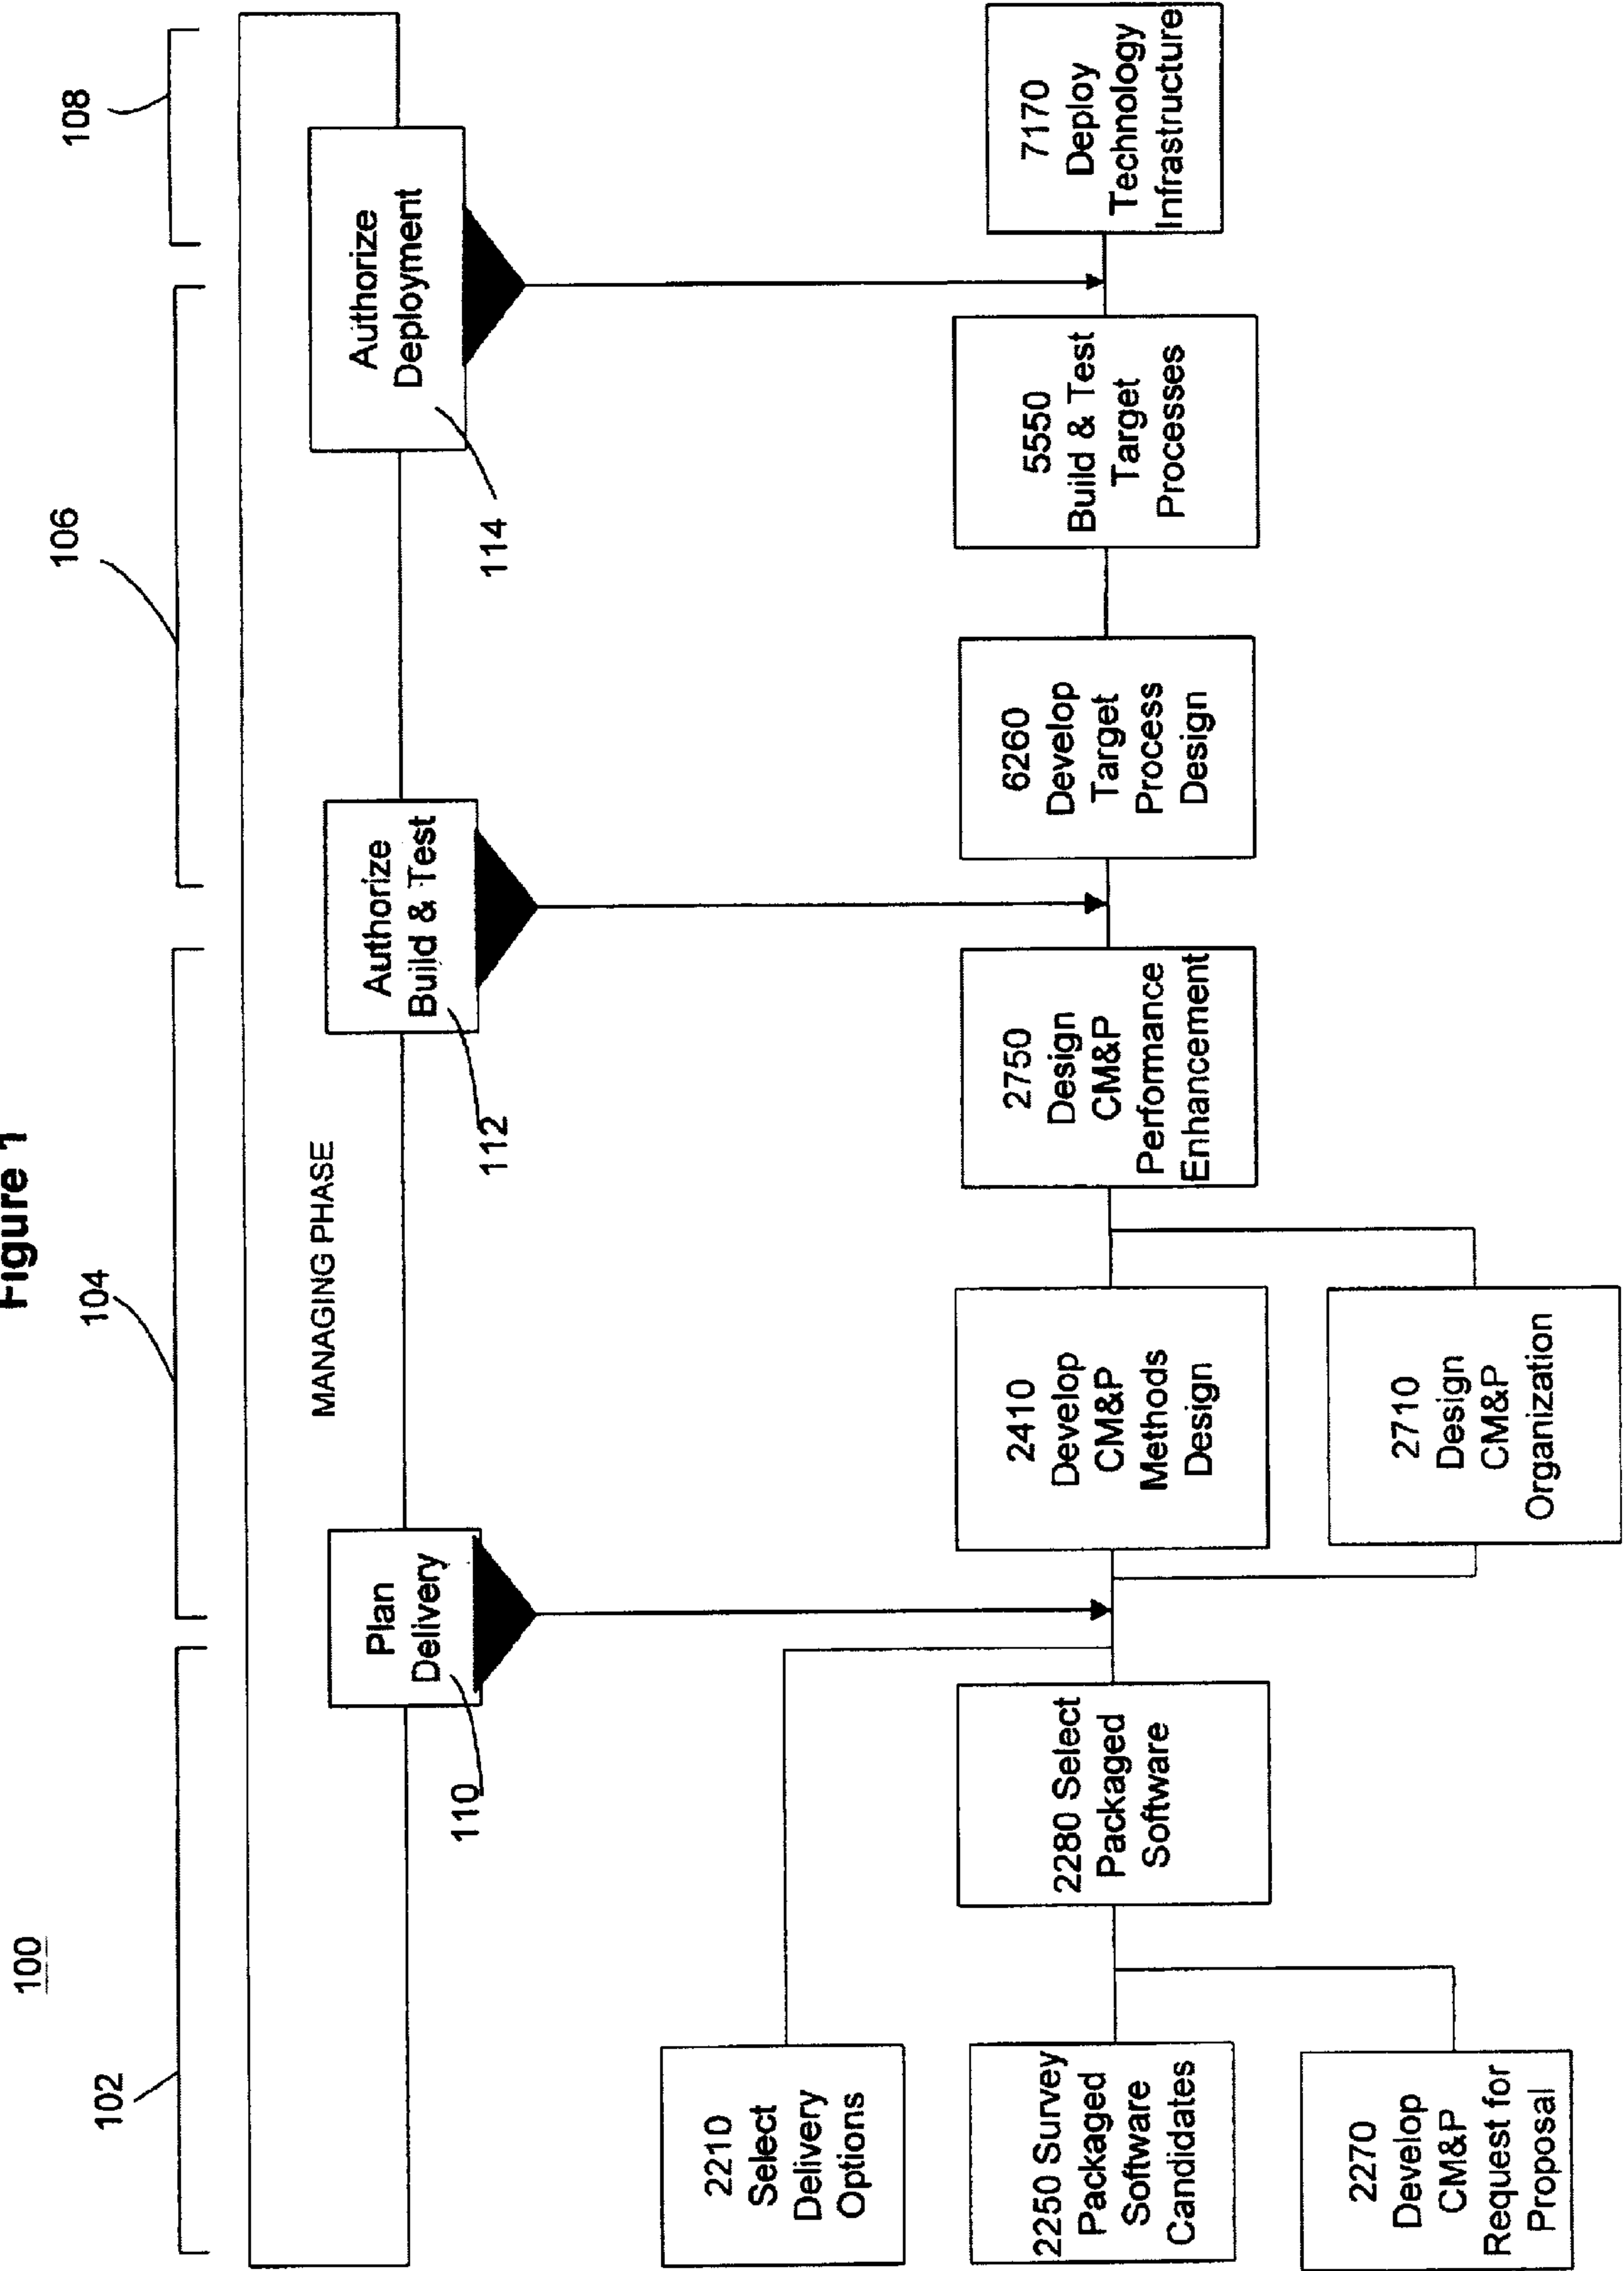 Figure 1
100
102
104
106
108
MANAGING PHASE
Plan
Delivery
110
Authorize
Build & Test
112
Authorize
Deployment
114
2210
Select
Delivery
Options
2250 Survey
Packaged
Software
Candidates
2270
Develop
CM&P
Request for
Proposal
2280 Select
Packaged
Software
2410
Develop
CM&P
Methods
Design
2710
Design
CM&P
Organization
2750
Design
CM&P
Performance
Enhancement
6260
Develop
Target
Process
Design
5550
Build & Test
Target
Processes
7170
Deploy
Technology
Infrastructure